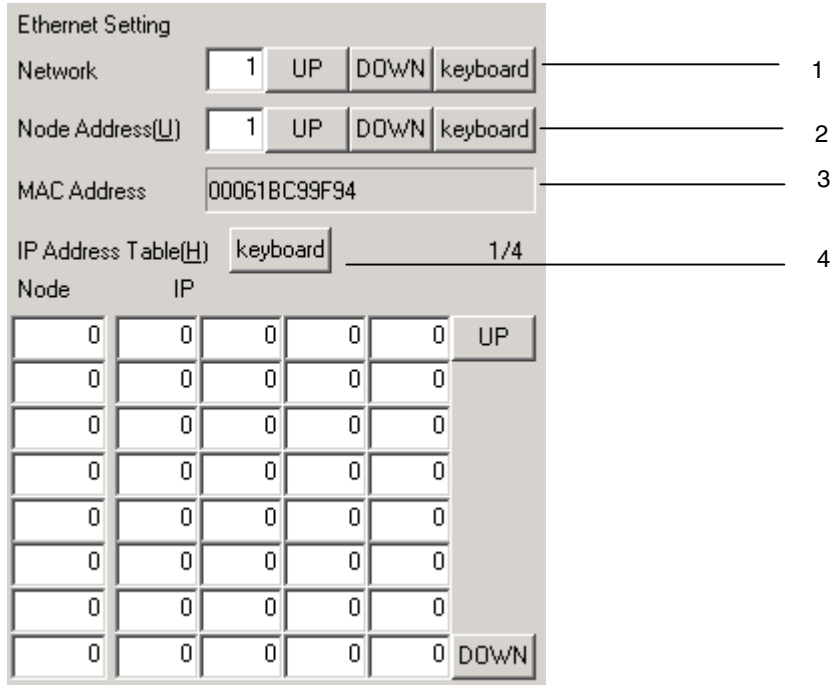 Ethernet Setting
Network 1 UP DOWN keyboard 1
Node Address(U) 1 UP DOWN keyboard 2
MAC Address 00061BC99F94 3
IP Address Table(H) keyboard 1/4 4
Node IP
0 0 0 0 0 UP
0 0 0 0 0
0 0 0 0 0
0 0 0 0 0
0 0 0 0 0
0 0 0 0 0
0 0 0 0 0
0 0 0 0 0 DOWN